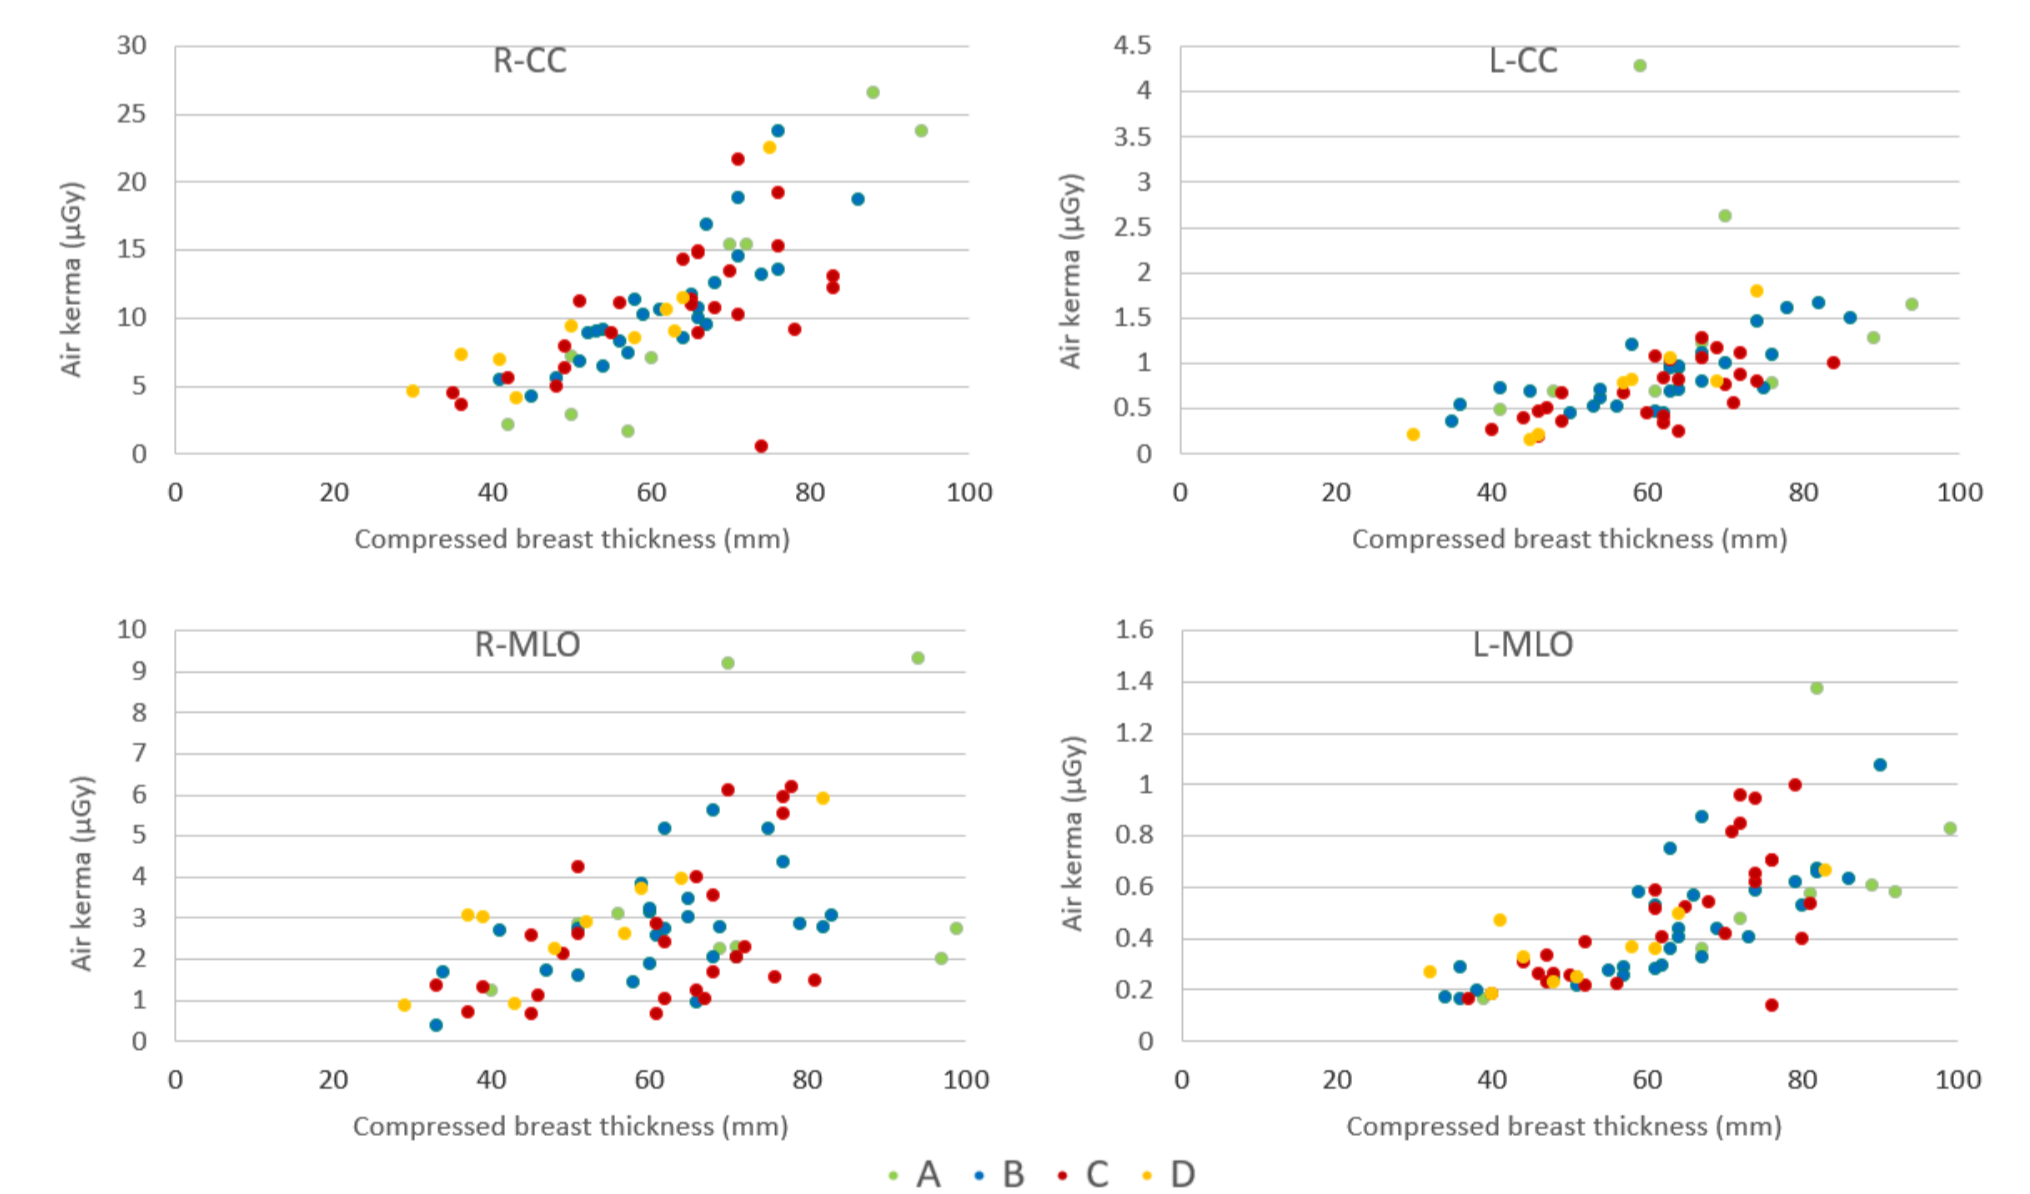 R-CC
30
25
20
15
10
5
0
0 20 40 60 80 100
Air kerma (µGy)
Compressed breast thickness (mm)
L-CC
4.5
4
3.5
3
2.5
2
1.5
1
0.5
0
0 20 40 60 80 100
Air kerma (µGy)
Compressed breast thickness (mm)
R-MLO
10
9
8
7
6
5
4
3
2
1
0
0 20 40 60 80 100
Air kerma (µGy)
Compressed breast thickness (mm)
L-MLO
1.6
1.4
1.2
1
0.8
0.6
0.4
0.2
0
0 20 40 60 80 100
Air kerma (µGy)
Compressed breast thickness (mm)
A B C D